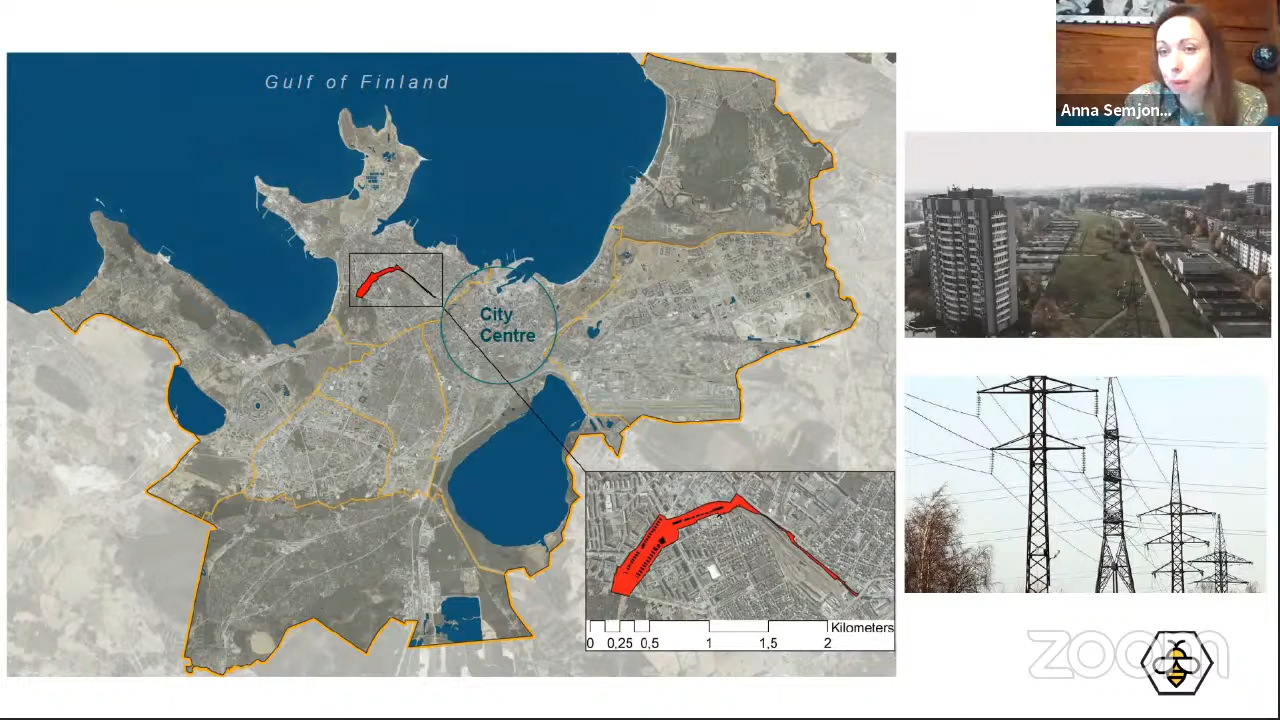 Anna Semjon...
Gulf of Finland
City
Centre
Kilometers
0 0,25 0,5 1 1,5 2
zoom